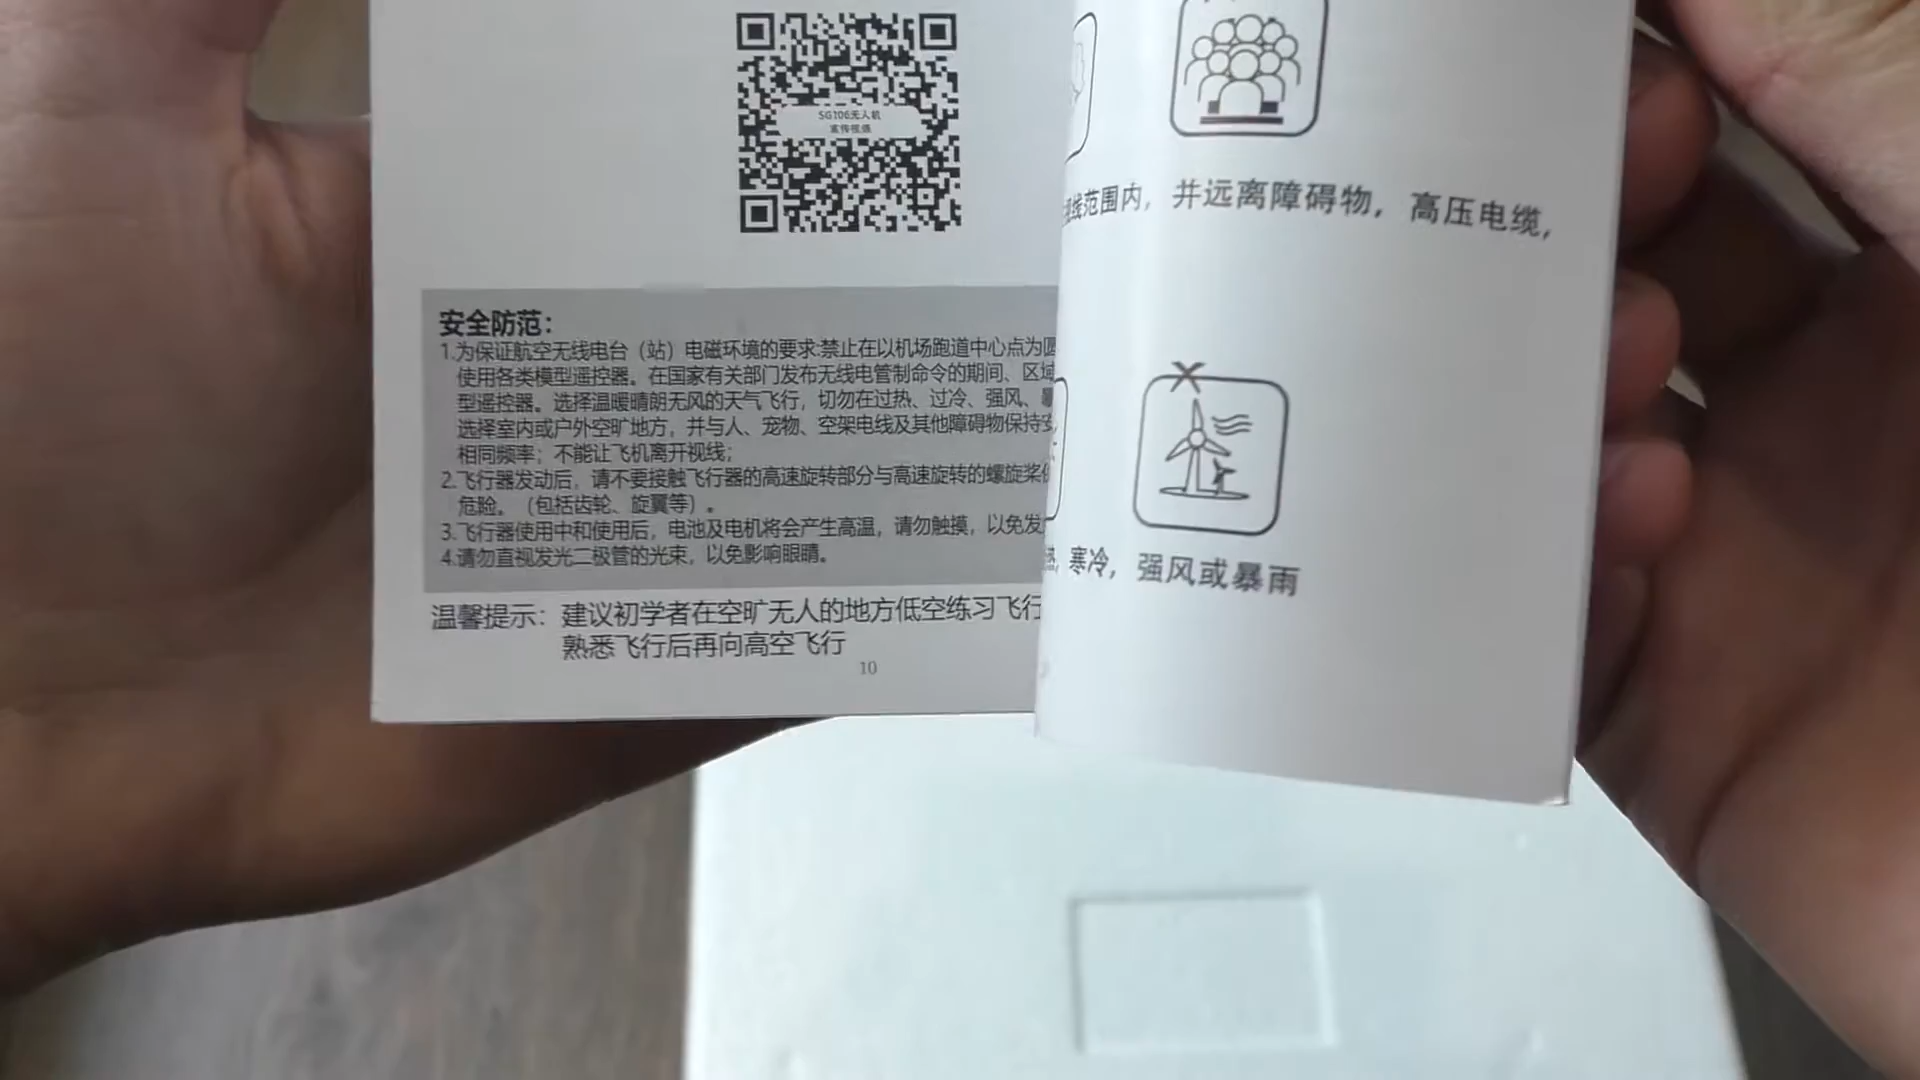 SG106无人机
宣传视频
安全防范：
1.为保证航空无线电台（站）电磁环境的要求:禁止在以机场跑道中心点为圆
使用各类模型遥控器。在国家有关部门发布无线电管制命令的期间、区域
型遥控器。选择温暖晴朗无风的天气飞行，切勿在过热、过冷、强风、
选择室内或户外空旷地方，并与人、宠物、空架电线及其他障碍物保持安
相同频率；不能让飞机离开视线；
2.飞行器发动后，请不要接触飞行器的高速旋转部分与高速旋转的螺旋桨
危险。（包括齿轮、旋翼等）。
3.飞行器使用中和使用后，电池及电机将会产生高温，请勿触摸，以免发
4.请勿直视发光二极管的光束，以免影响眼睛。
温馨提示：建议初学者在空旷无人的地方低空练习飞行
熟悉飞行后再向高空飞行
10
线范围内，并远离障碍物，高压电缆，
寒冷，强风或暴雨